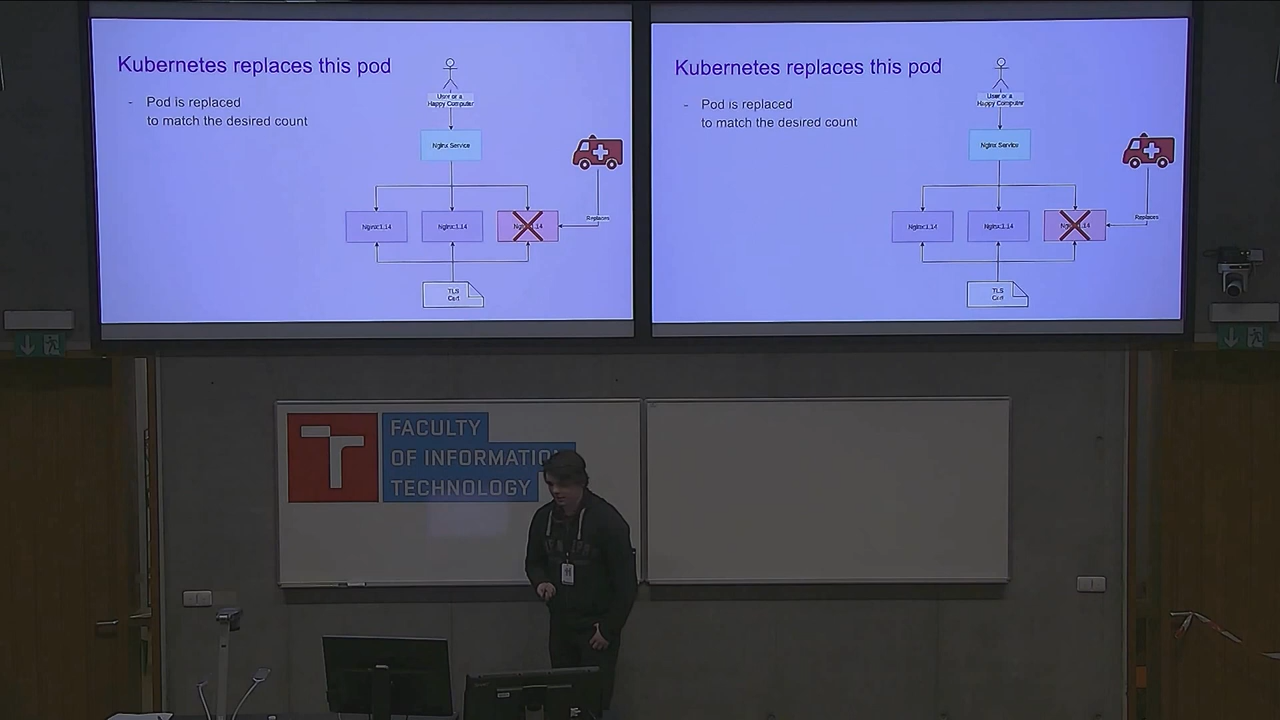 Kubernetes replaces this pod
- Pod is replaced
to match the desired count
User or a
Happy Computer
Nginx Service
Nginx:1.14
Nginx:1.14
Replaces
TLS
Cert
Kubernetes replaces this pod
- Pod is replaced
to match the desired count
User or a
Happy Computer
Nginx Service
Nginx:1.14
Nginx:1.14
Replaces
TLS
Cert
T
FACULTY
OF INFORMATION
TECHNOLOGY